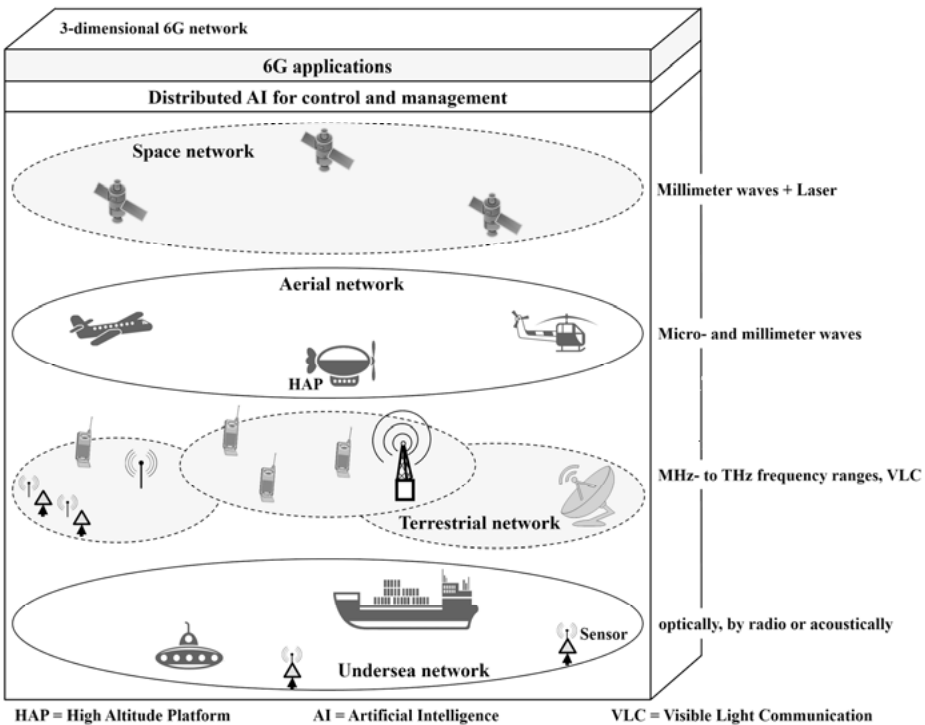 3-dimensional 6G network
6G applications
Distributed AI for control and management
Space network
Millimeter waves + Laser
Aerial network
Micro- and millimeter waves
HAP
MHz- to THz frequency ranges, VLC
Terrestrial network
optically, by radio or acoustically
Sensor
Undersea network
HAP = High Altitude Platform
AI = Artificial Intelligence
VLC = Visible Light Communication